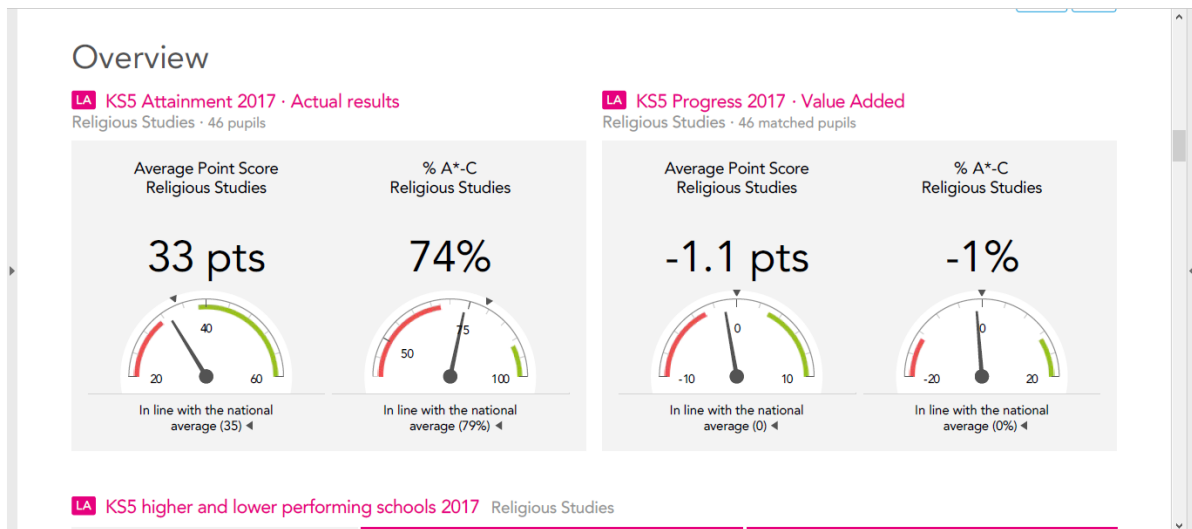 Overview
LA KS5 Attainment 2017 · Actual results
Religious Studies · 46 pupils
Average Point Score
Religious Studies
33 pts
20
40
60
In line with the national
average (35)
% A*-C
Religious Studies
74%
50
75
100
In line with the national
average (79%)
LA KS5 Progress 2017 · Value Added
Religious Studies · 46 matched pupils
Average Point Score
Religious Studies
-1.1 pts
-10
0
10
In line with the national
average (0)
% A*-C
Religious Studies
-1%
-20
0
20
In line with the national
average (0%)
LA KS5 higher and lower performing schools 2017 Religious Studies